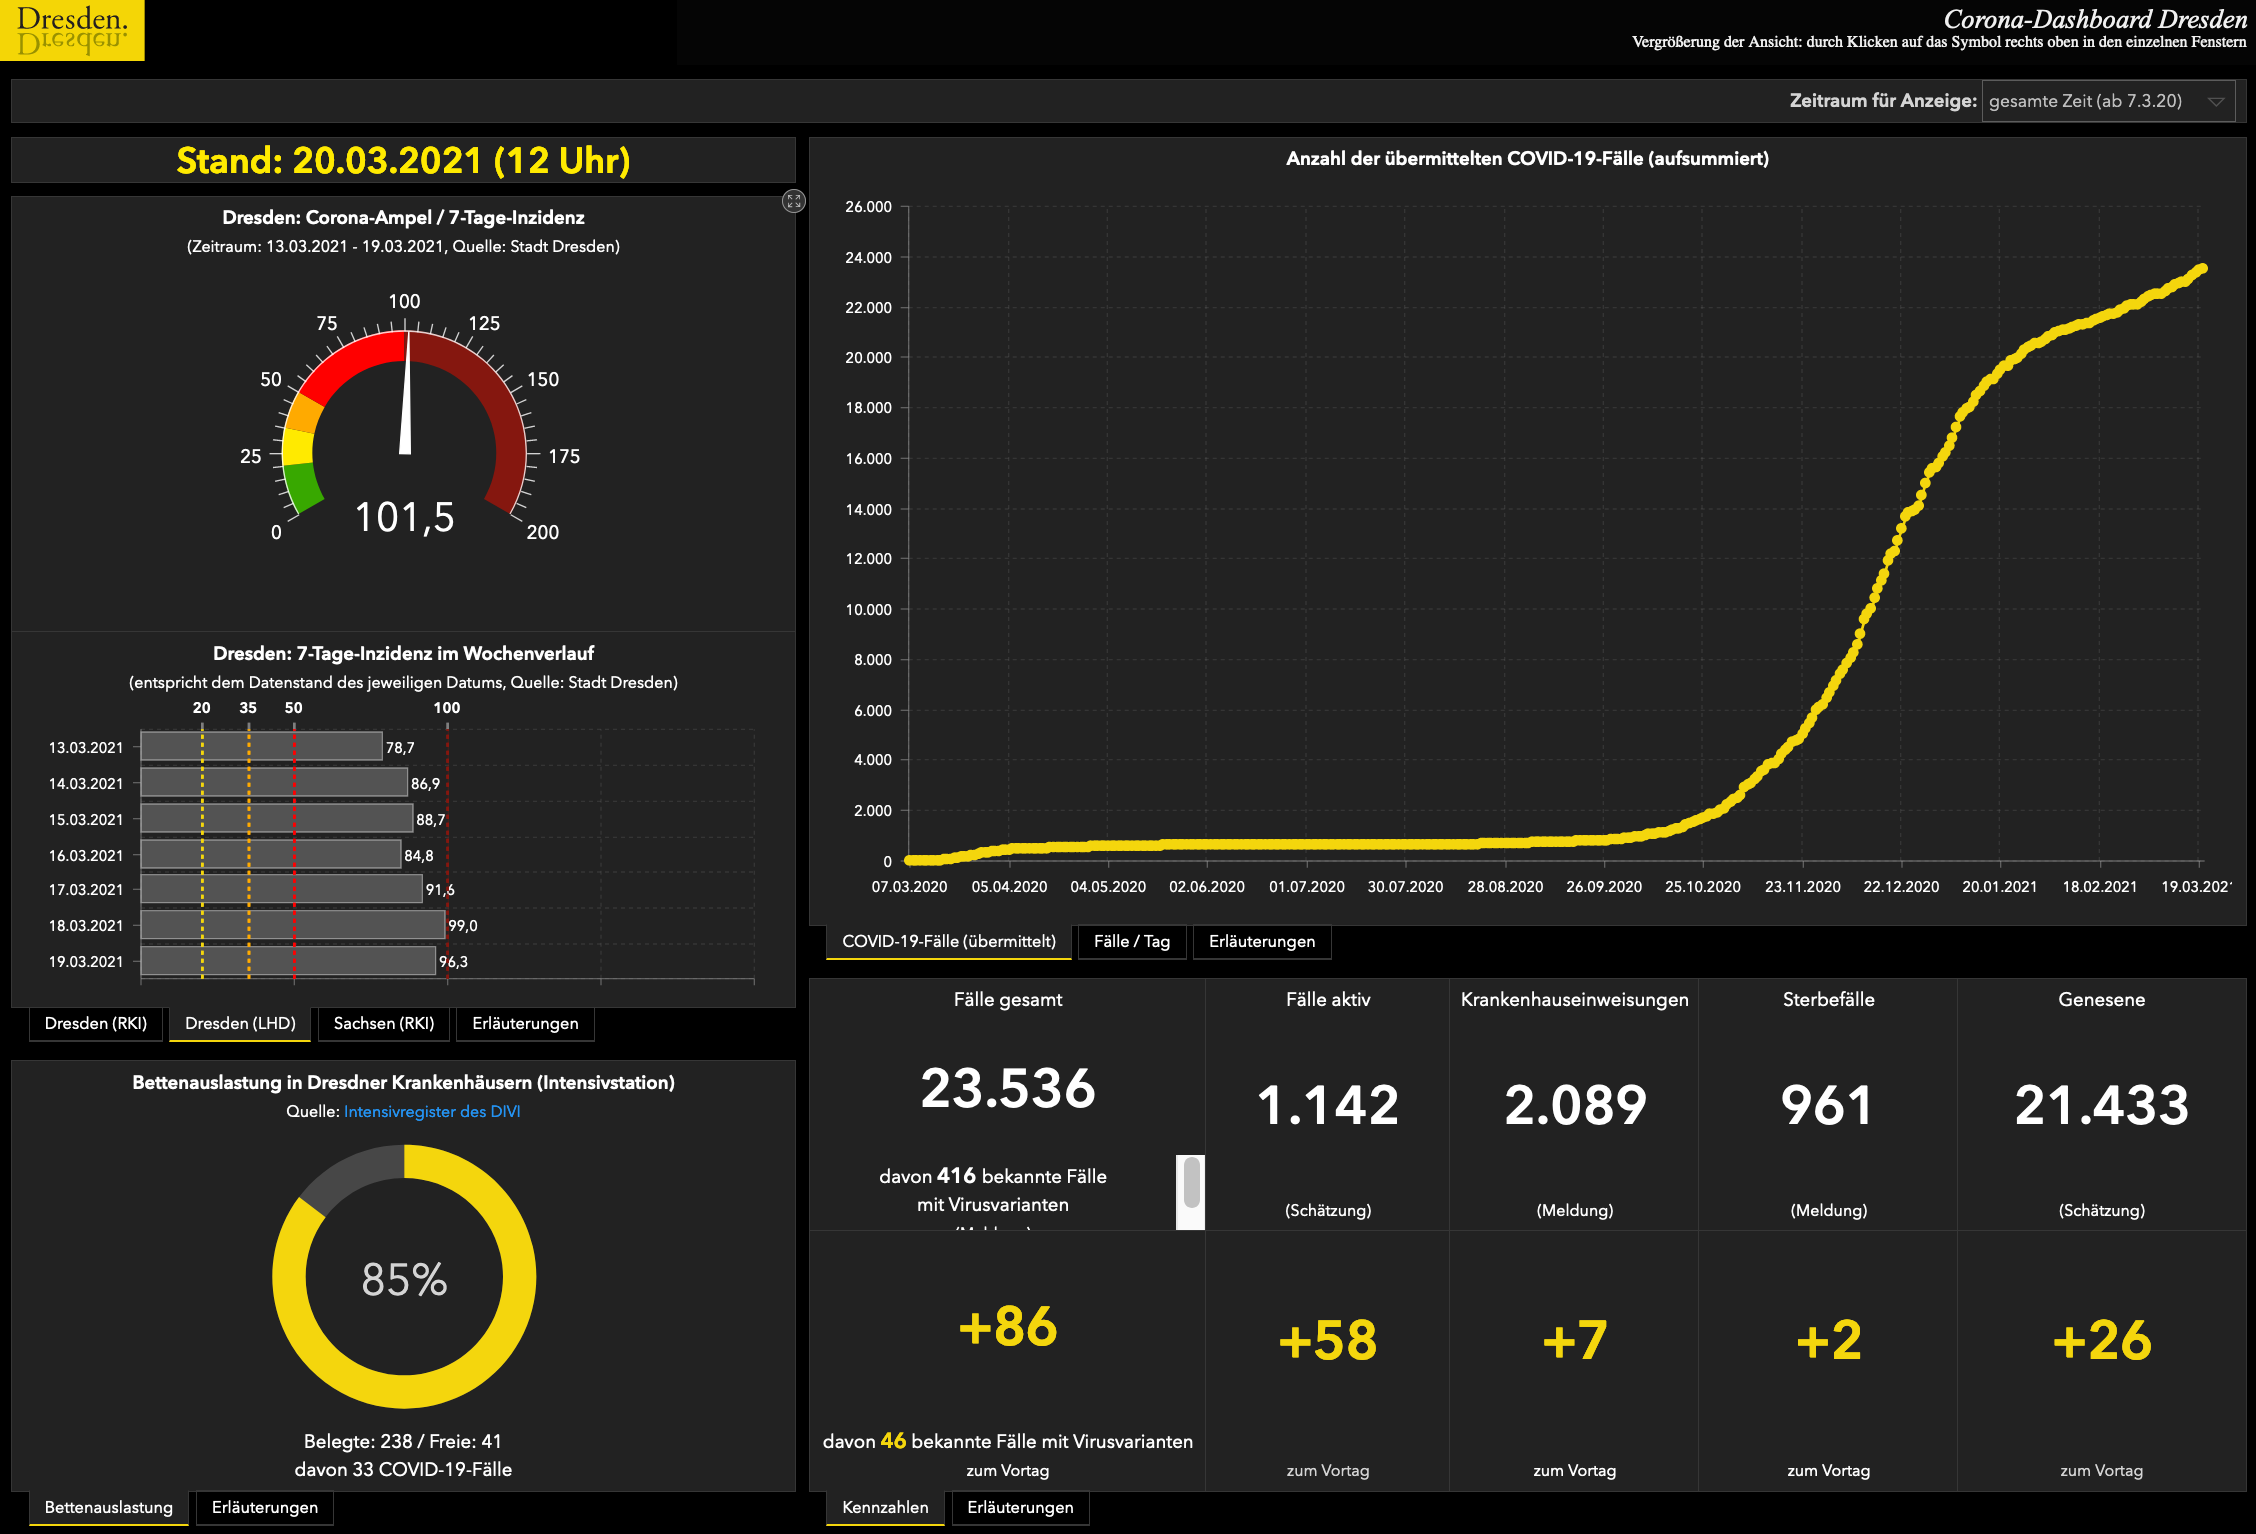 Dresden.
Corona-Dashboard Dresden
Vergrößerung der Ansicht: durch Klicken auf das Symbol rechts oben in den einzelnen Fenstern
Zeitraum für Anzeige: gesamte Zeit (ab 7.3.20)
Stand: 20.03.2021 (12 Uhr)
Dresden: Corona-Ampel / 7-Tage-Inzidenz
(Zeitraum: 13.03.2021 - 19.03.2021, Quelle: Stadt Dresden)
0
25
50
75
100
125
150
175
200
101,5
Dresden: 7-Tage-Inzidenz im Wochenverlauf
(entspricht dem Datenstand des jeweiligen Datums, Quelle: Stadt Dresden)
20 35 50 100
13.03.2021 78,7
14.03.2021 86,9
15.03.2021 88,7
16.03.2021 84,8
17.03.2021 91,6
18.03.2021 99,0
19.03.2021 96,3
Dresden (RKI) Dresden (LHD) Sachsen (RKI) Erläuterungen
Bettenauslastung in Dresdner Krankenhäusern (Intensivstation)
Quelle: Intensivregister des DIVI
85%
Belegte: 238 / Freie: 41
davon 33 COVID-19-Fälle
Bettenauslastung Erläuterungen
Anzahl der übermittelten COVID-19-Fälle (aufsummiert)
26.000
24.000
22.000
20.000
18.000
16.000
14.000
12.000
10.000
8.000
6.000
4.000
2.000
0
07.03.2020 05.04.2020 04.05.2020 02.06.2020 01.07.2020 30.07.2020 28.08.2020 26.09.2020 25.10.2020 23.11.2020 22.12.2020 20.01.2021 18.02.2021 19.03.202
COVID-19-Fälle (übermittelt) Fälle / Tag Erläuterungen
Fälle gesamt
23.536
davon 416 bekannte Fälle
mit Virusvarianten
+86
davon 46 bekannte Fälle mit Virusvarianten
zum Vortag
Fälle aktiv
1.142
(Schätzung)
+58
zum Vortag
Krankenhauseinweisungen
2.089
(Meldung)
+7
zum Vortag
Sterbefälle
961
(Meldung)
+2
zum Vortag
Genesene
21.433
(Schätzung)
+26
zum Vortag
Kennzahlen Erläuterungen